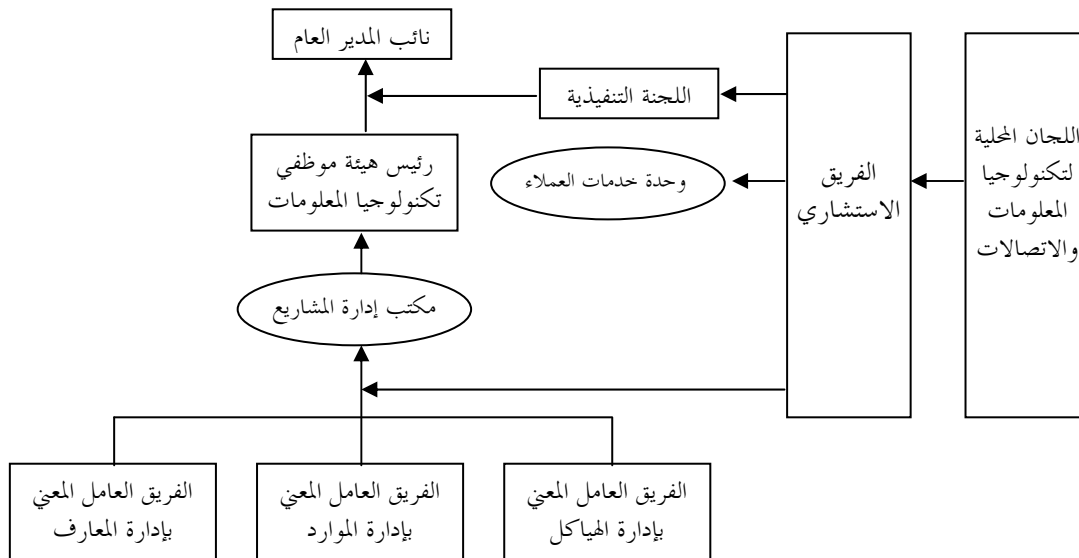 نائب المدير العام
اللجنة التنفيذية
اللجان المحلية
لتكنولوجيا
المعلومات
والاتصالات
الفريق
الاستشاري
رئيس هيئة موظفي
تكنولوجيا المعلومات
وحدة خدمات العملاء
مكتب إدارة المشاريع
الفريق العامل المعني
بإدارة الهياكل
الفريق العامل المعني
بإدارة الموارد
الفريق العامل المعني
بإدارة المعارف